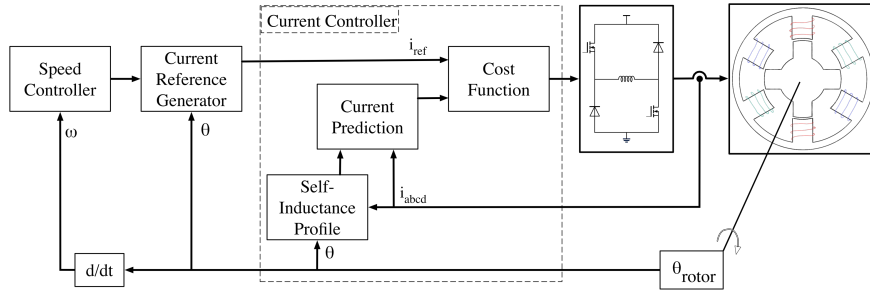 Current Controller
Speed
Controller
Current
Reference
Generator
i_ref
Cost
Function
Current
Prediction
ω
θ
i_abcd
Self-
Inductance
Profile
θ
d/dt
θ_rotor